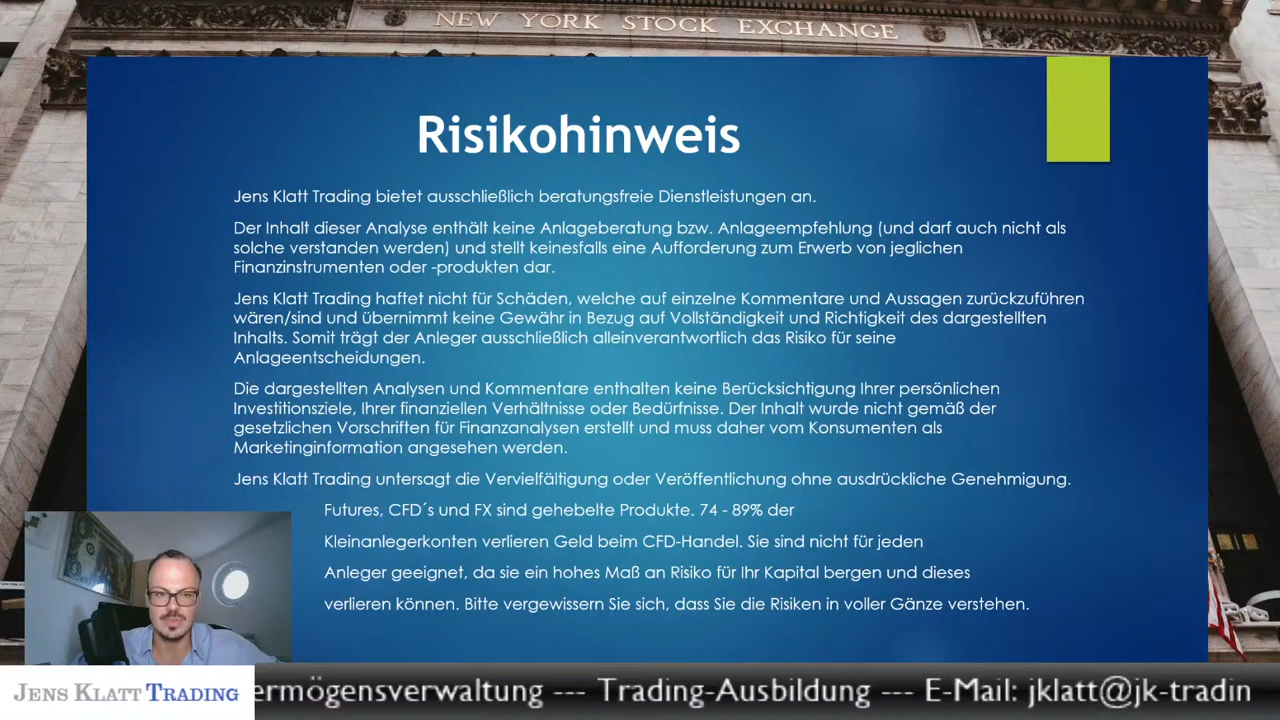 NEW YORK STOCK EXCHANGE
Risikohinweis
Jens Klatt Trading bietet ausschließlich beratungsfreie Dienstleistungen an.
Der Inhalt dieser Analyse enthält keine Anlageberatung bzw. Anlageempfehlung (und darf auch nicht als
solche verstanden werden) und stellt keinesfalls eine Aufforderung zum Erwerb von jeglichen
Finanzinstrumenten oder -produkten dar.
Jens Klatt Trading haftet nicht für Schäden, welche auf einzelne Kommentare und Aussagen zurückzuführen
wären/sind und übernimmt keine Gewähr in Bezug auf Vollständigkeit und Richtigkeit des dargestellten
Inhalts. Somit trägt der Anleger ausschließlich alleinverantwortlich das Risiko für seine
Anlageentscheidungen.
Die dargestellten Analysen und Kommentare enthalten keine Berücksichtigung Ihrer persönlichen
Investitionsziele, Ihrer finanziellen Verhältnisse oder Bedürfnisse. Der Inhalt wurde nicht gemäß der
gesetzlichen Vorschriften für Finanzanalysen erstellt und muss daher vom Konsumenten als
Marketinginformation angesehen werden.
Jens Klatt Trading untersagt die Vervielfältigung oder Veröffentlichung ohne ausdrückliche Genehmigung.
Futures, CFD´s und FX sind gehebelte Produkte. 74 - 89% der
Kleinanlegerkonten verlieren Geld beim CFD-Handel. Sie sind nicht für jeden
Anleger geeignet, da sie ein hohes Maß an Risiko für Ihr Kapital bergen und dieses
verlieren können. Bitte vergewissern Sie sich, dass Sie die Risiken in voller Gänze verstehen.
JENS KLATT TRADING
ermögensverwaltung --- Trading-Ausbildung --- E-Mail: jklatt@jk-tradin